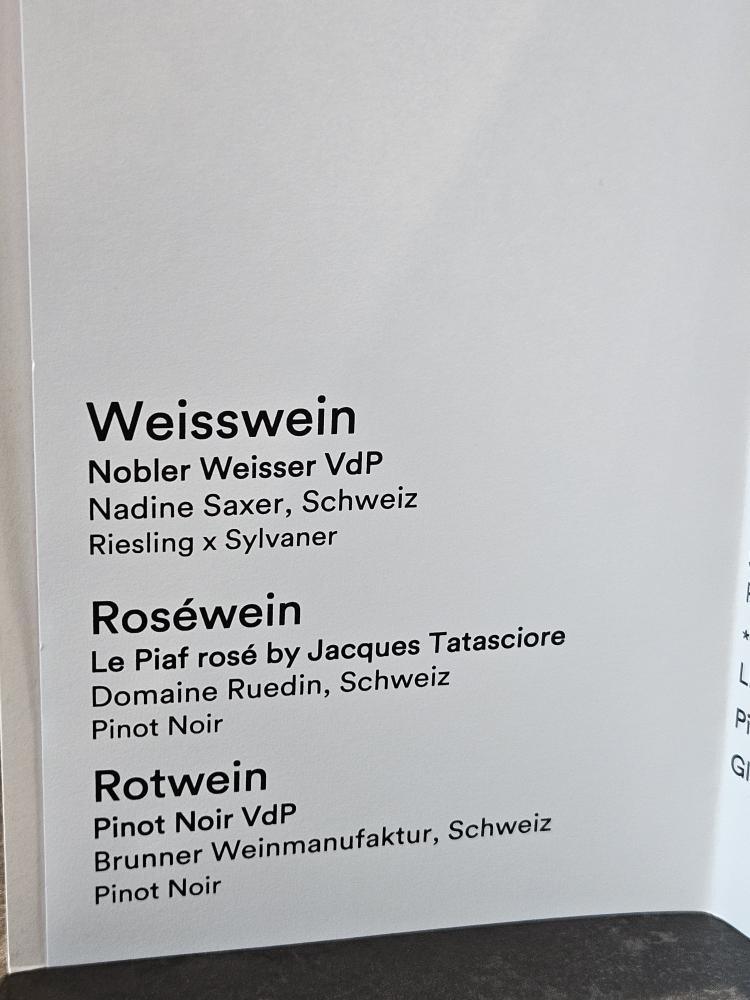 Weisswein
Nobler Weisser VdP
Nadine Saxer, Schweiz
Riesling x Sylvaner
Roséwein
Le Piaf rosé by Jacques Tatasciore
Domaine Ruedin, Schweiz
Pinot Noir
Rotwein
Pinot Noir VdP
Brunner Weinmanufaktur, Schweiz
Pinot Noir